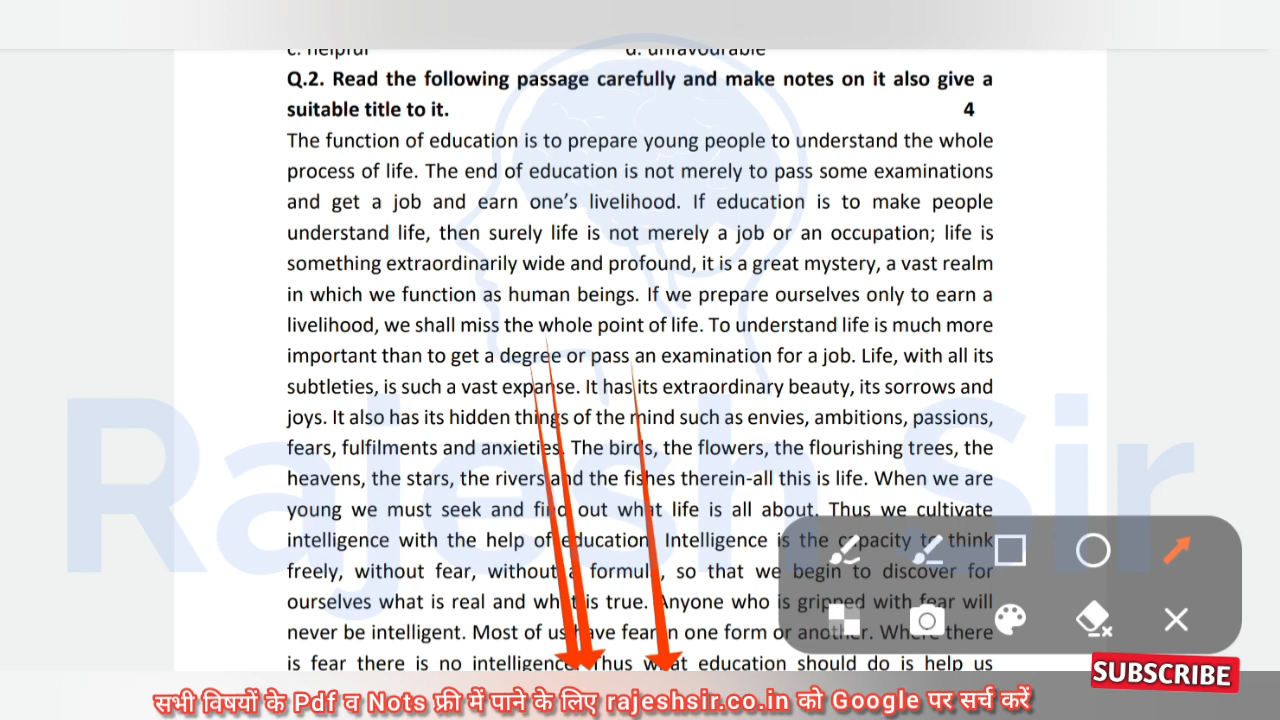 c. helpful d. unfavourable
Q.2. Read the following passage carefully and make notes on it also give a
suitable title to it. 4
The function of education is to prepare young people to understand the whole
process of life. The end of education is not merely to pass some examinations
and get a job and earn one’s livelihood. If education is to make people
understand life, then surely life is not merely a job or an occupation; life is
something extraordinarily wide and profound, it is a great mystery, a vast realm
in which we function as human beings. If we prepare ourselves only to earn a
livelihood, we shall miss the whole point of life. To understand life is much more
important than to get a degree or pass an examination for a job. Life, with all its
subtleties, is such a vast expanse. It has its extraordinary beauty, its sorrows and
joys. It also has its hidden things of the mind such as envies, ambitions, passions,
fears, fulfilments and anxieties. The birds, the flowers, the flourishing trees, the
heavens, the stars, the rivers and the fishes therein-all this is life. When we are
young we must seek and find out what life is all about. Thus we cultivate
intelligence with the help of education. Intelligence is the capacity to think
freely, without fear, without a formula, so that we begin to discover for
ourselves what is real and what is true. Anyone who is gripped with fear will
never be intelligent. Most of us have fear in one form or another. Where there
is fear there is no intelligence. Thus what education should do is help us
Rajesh Sir
SUBSCRIBE
सभी विषयों के Pdf व Nots फ्री में पाने के लिए rajeshsir.co.in को Google पर सर्च करें